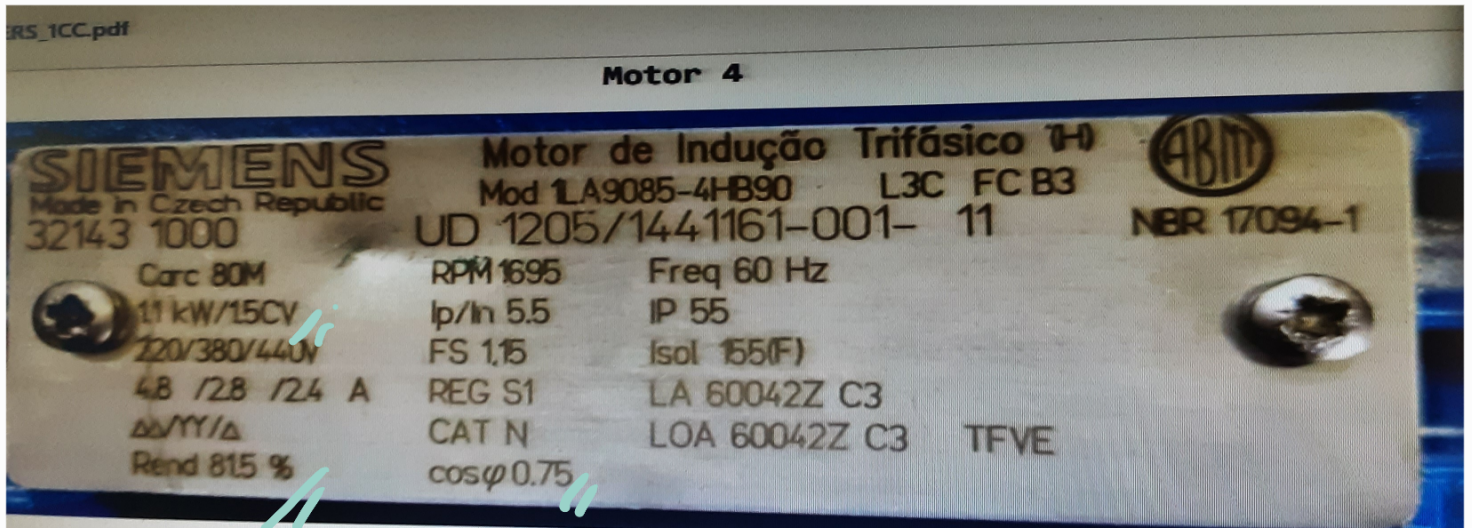 ERS_1CC.pdf
Motor 4
SIEMENS
Made in Czech Republic
32143 1000
Motor de Indução Trifásico (H)
Mod 1LA9085-4HB90 L3C FC B3
UD 1205/1441161-001- 11
ABM
NBR 17094-1
Carc 80M RPM 1695 Freq 60 Hz
1.1 kW/1.5CV Ip/In 5.5 IP 55
220/380/440V FS 1,15 Isol 155(F)
4.8 /2.8 /2.4 A REG S1 LA 60042Z C3
ΔΔ/YY/Δ CAT N LOA 60042Z C3 TFVE
Rend 81.5 % cosφ 0.75